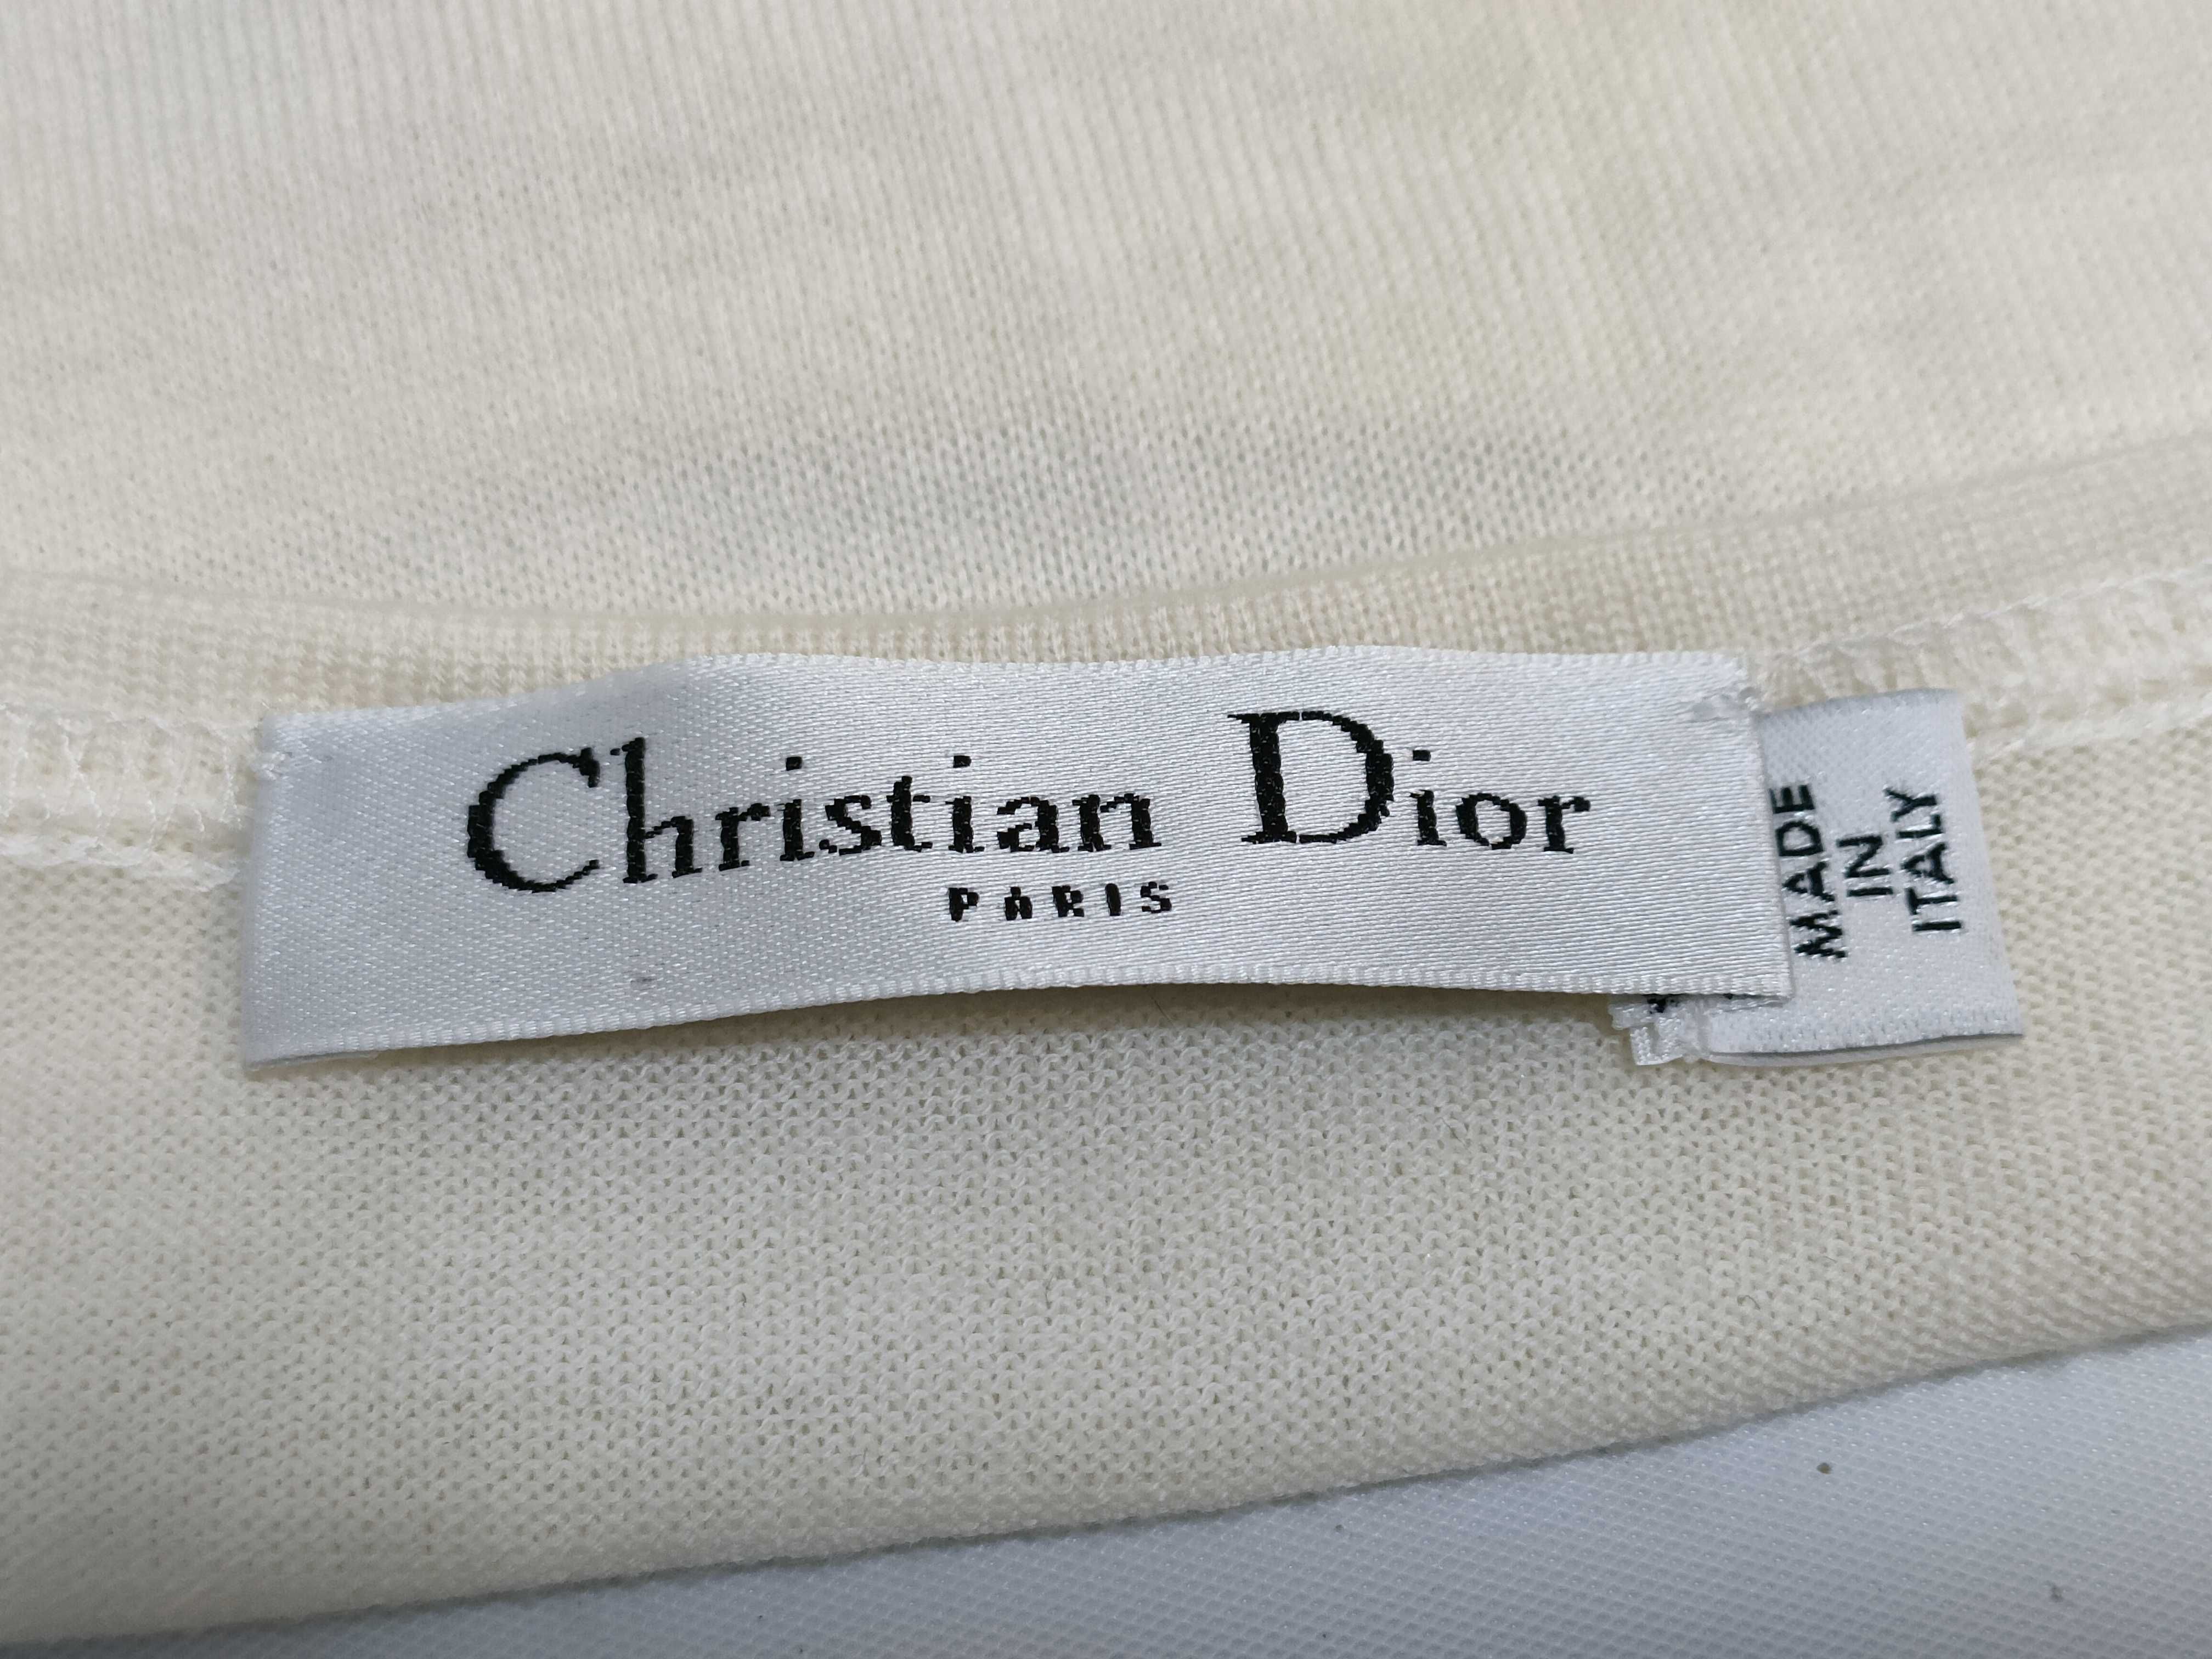 Christian Dior
PARIS
MADE
IN
ITALY